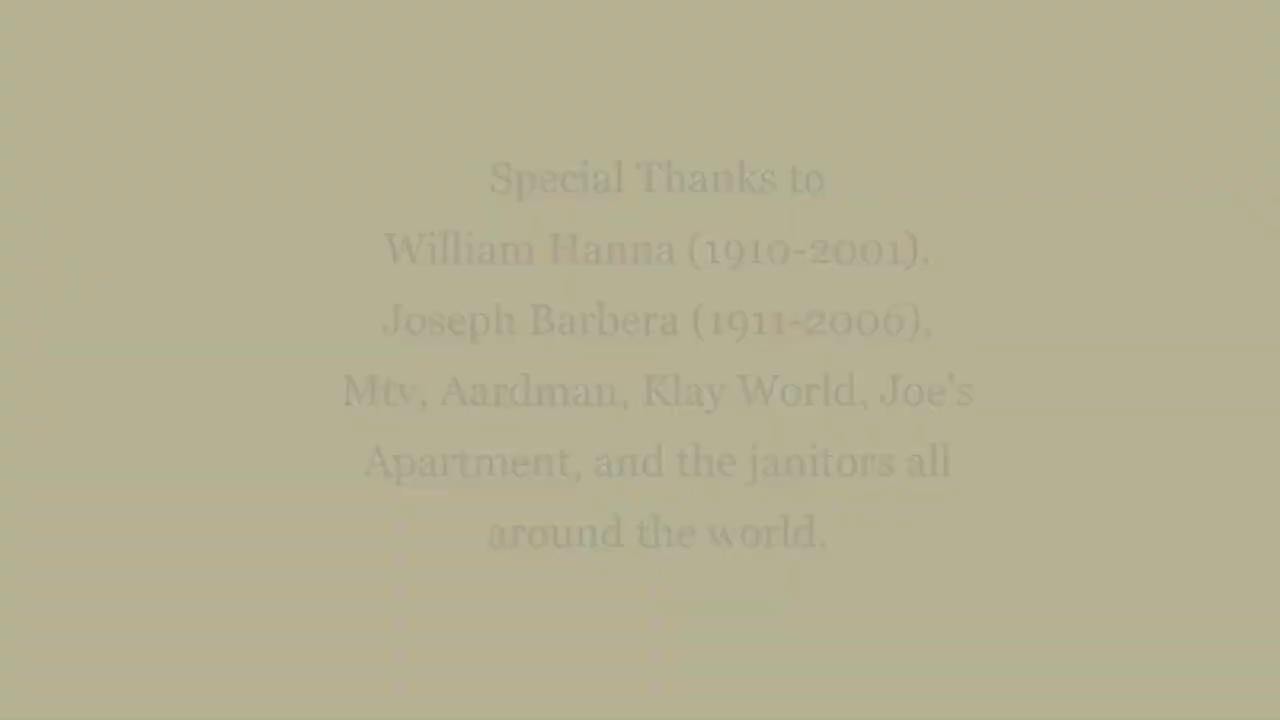 Special Thanks to
William Hanna (1910-2001),
Joseph Barbera (1911-2006),
Mtv, Aardman, Klay World, Joe's
Apartment, and the janitors all
around the world.